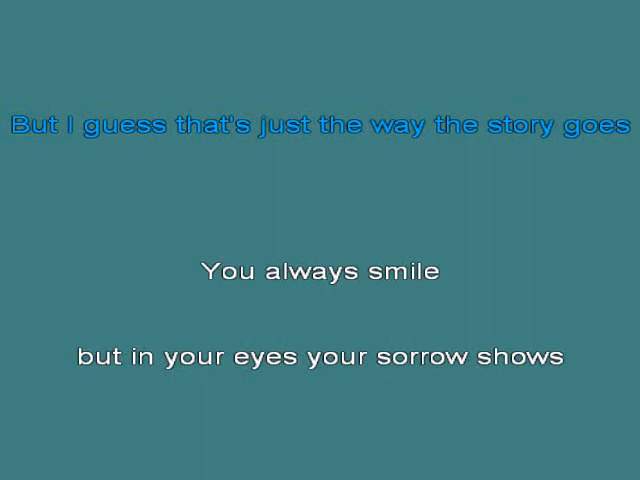 But I guess that's just the way the story goes
You always smile
but in your eyes your sorrow shows